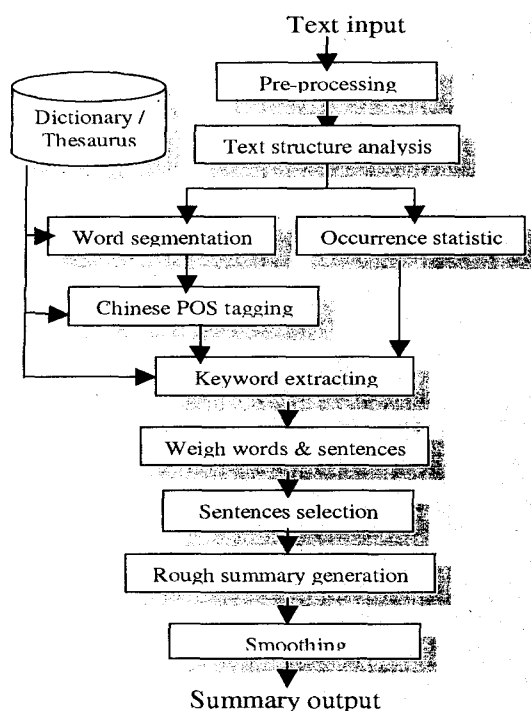 Text input
Pre-processing
Dictionary /
Thesaurus
Text structure analysis
Word segmentation
Occurrence statistic
Chinese POS tagging
Keyword extracting
Weigh words & sentences
Sentences selection
Rough summary generation
Smoothing
Summary output